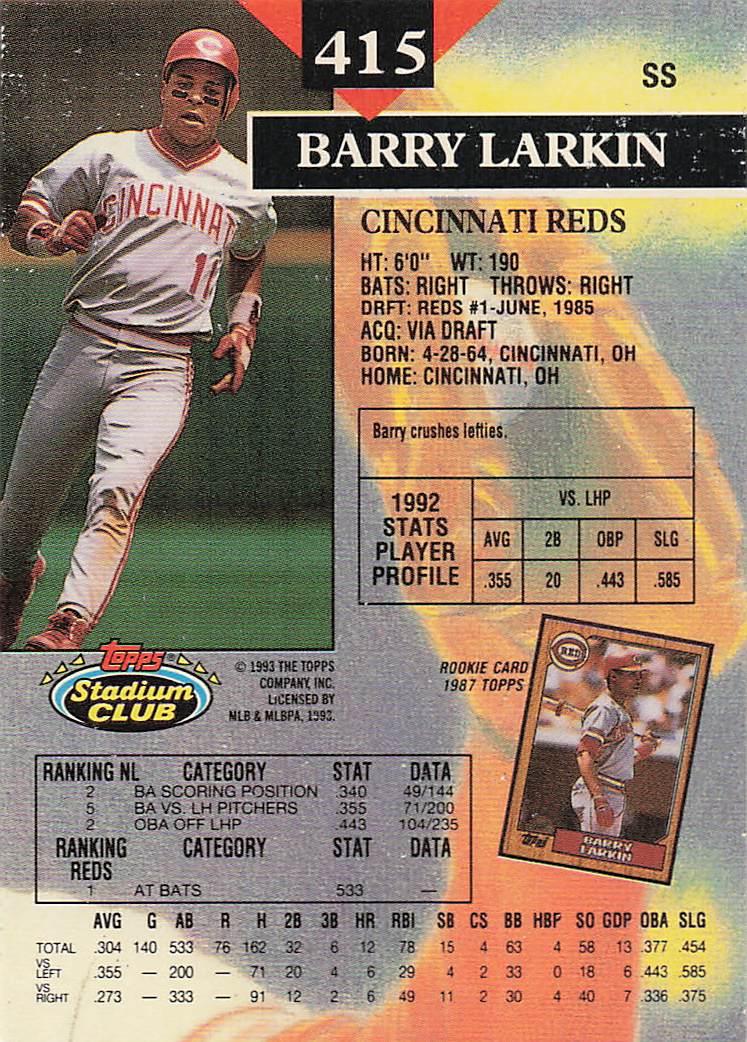 415
SS
BARRY LARKIN
CINCINNATI REDS
HT: 6'0" WT: 190
BATS: RIGHT THROWS: RIGHT
DRFT: REDS #1-JUNE, 1985
ACQ: VIA DRAFT
BORN: 4-28-64, CINCINNATI, OH
HOME: CINCINNATI, OH
CINCINNAT
11
Barry crushes lefties.
1992 STATS PLAYER PROFILE
VS. LHP
AVG 2B OBP SLG
.355 20 .443 .585
Topps®
Stadium
CLUB
© 1993 THE TOPPS
COMPANY, INC.
LICENSED BY
MLB & MLBPA, 1993.
ROOKIE CARD
1987 TOPPS
REDS
Topps
BARRY
LARKIN
RANKING NL CATEGORY STAT DATA
2 BA SCORING POSITION .340 49/144
5 BA VS. LH PITCHERS .355 71/200
2 OBA OFF LHP .443 104/235
RANKING REDS CATEGORY STAT DATA
1 AT BATS 533 —
AVG G AB R H 2B 3B HR RBI SB CS BB HBP SO GDP OBA SLG
TOTAL .304 140 533 76 162 32 6 12 78 15 4 63 4 58 13 .377 .454
VS LEFT .355 — 200 — 71 20 4 6 29 4 2 33 0 18 6 .443 .585
VS RIGHT .273 — 333 — 91 12 2 6 49 11 2 30 4 40 7 .336 .375